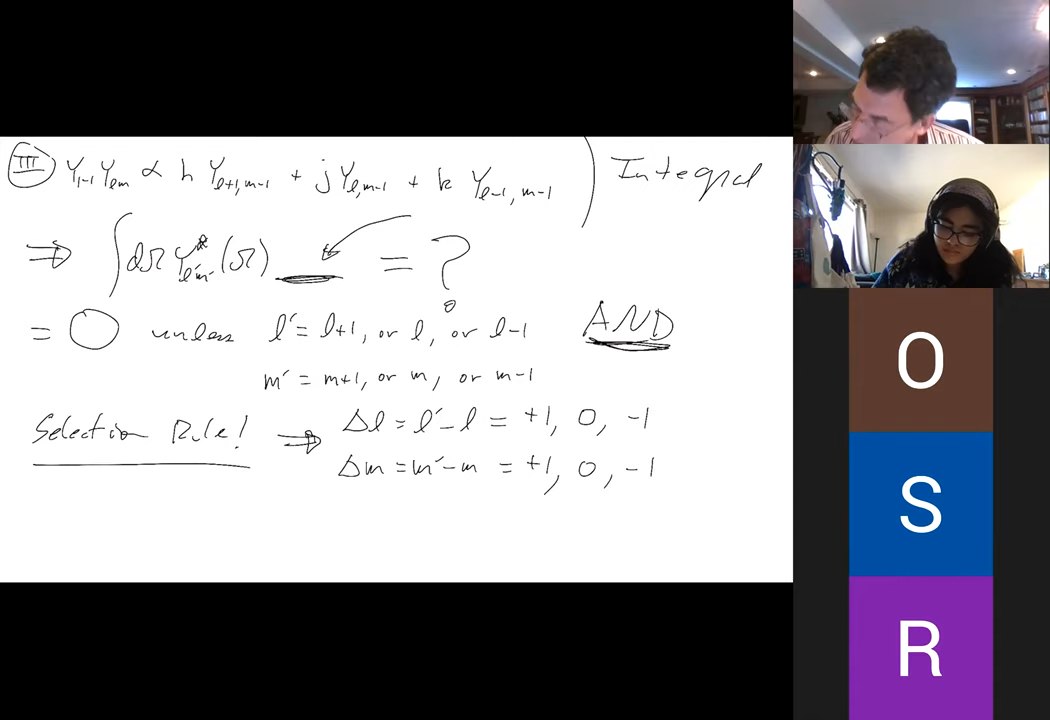 III Y₁₋₁ Yₗₘ ∝ h Yₗ₊₁,ₘ₋₁ + j Yₗ,ₘ₋₁ + k Yₗ₋₁,ₘ₋₁ ) Integral
⇒ ∫dΩ Y*ₗ′ₘ′(Ω) ___ = ?
= 0 unless l′ = l+1, or l, or l-1 AND
m′ = m+1, or m, or m-1
Selection Rule! ⇒ Δl = l′-l = +1, 0, -1
Δm = m′-m = +1, 0, -1
O
S
R